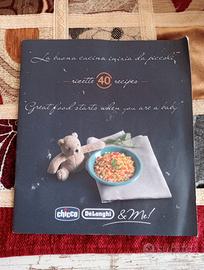 La buona cucina inizia da piccoli
ricette 40 recipes
"Great food starts when you are a baby"
chicco DeLonghi & Me!